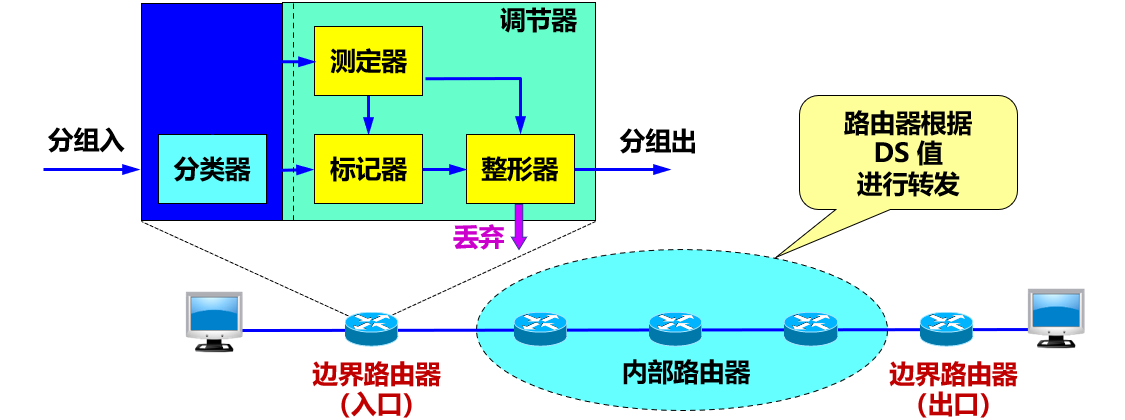 调节器
测定器
分组入
分类器
标记器
整形器
分组出
丢弃
路由器根据
DS 值
进行转发
内部路由器
边界路由器
（入口）
边界路由器
（出口）